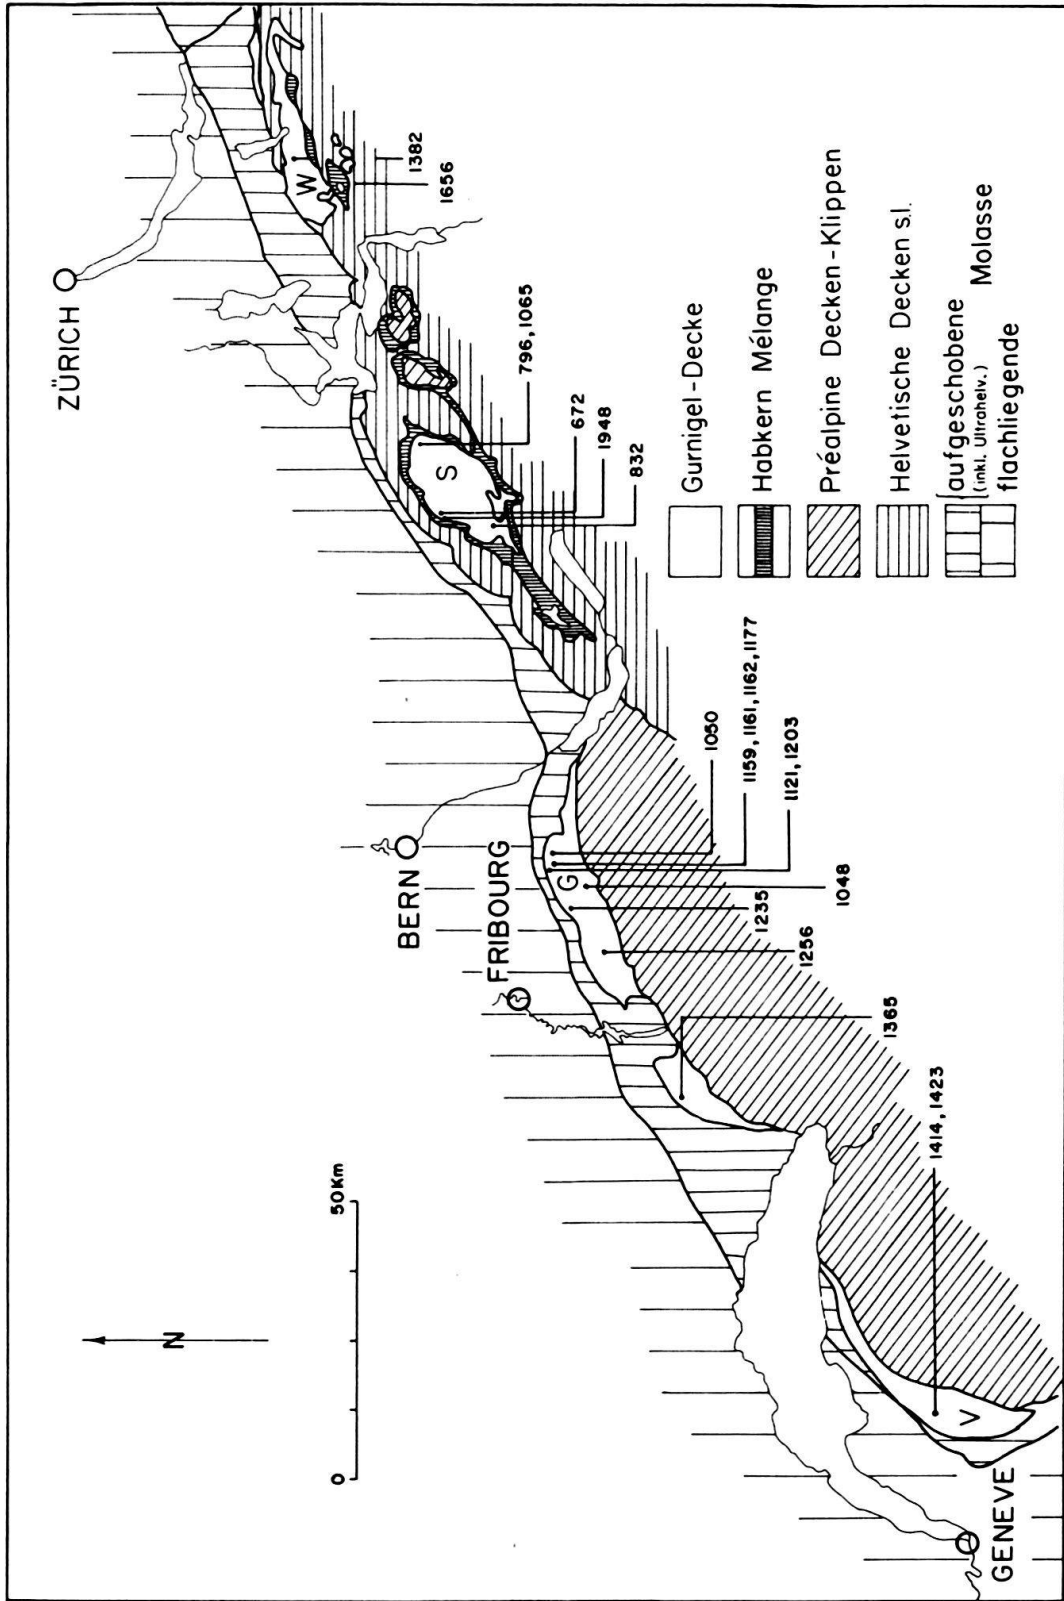 ZÜRICH
BERN
FRIBOURG
GENEVE
N
0
50Km
W
S
G
V
1382
1656
796, 1065
672
1948
832
1050
1159, 1161, 1162, 1177
1121, 1203
1048
1235
1256
1365
1414, 1423
Gurnigel-Decke
Habkern Mélange
Préalpine Decken-Klippen
Helvetische Decken s.l.
aufgeschobene
(inkl. Ultrahelv.)
Molasse
flachliegende